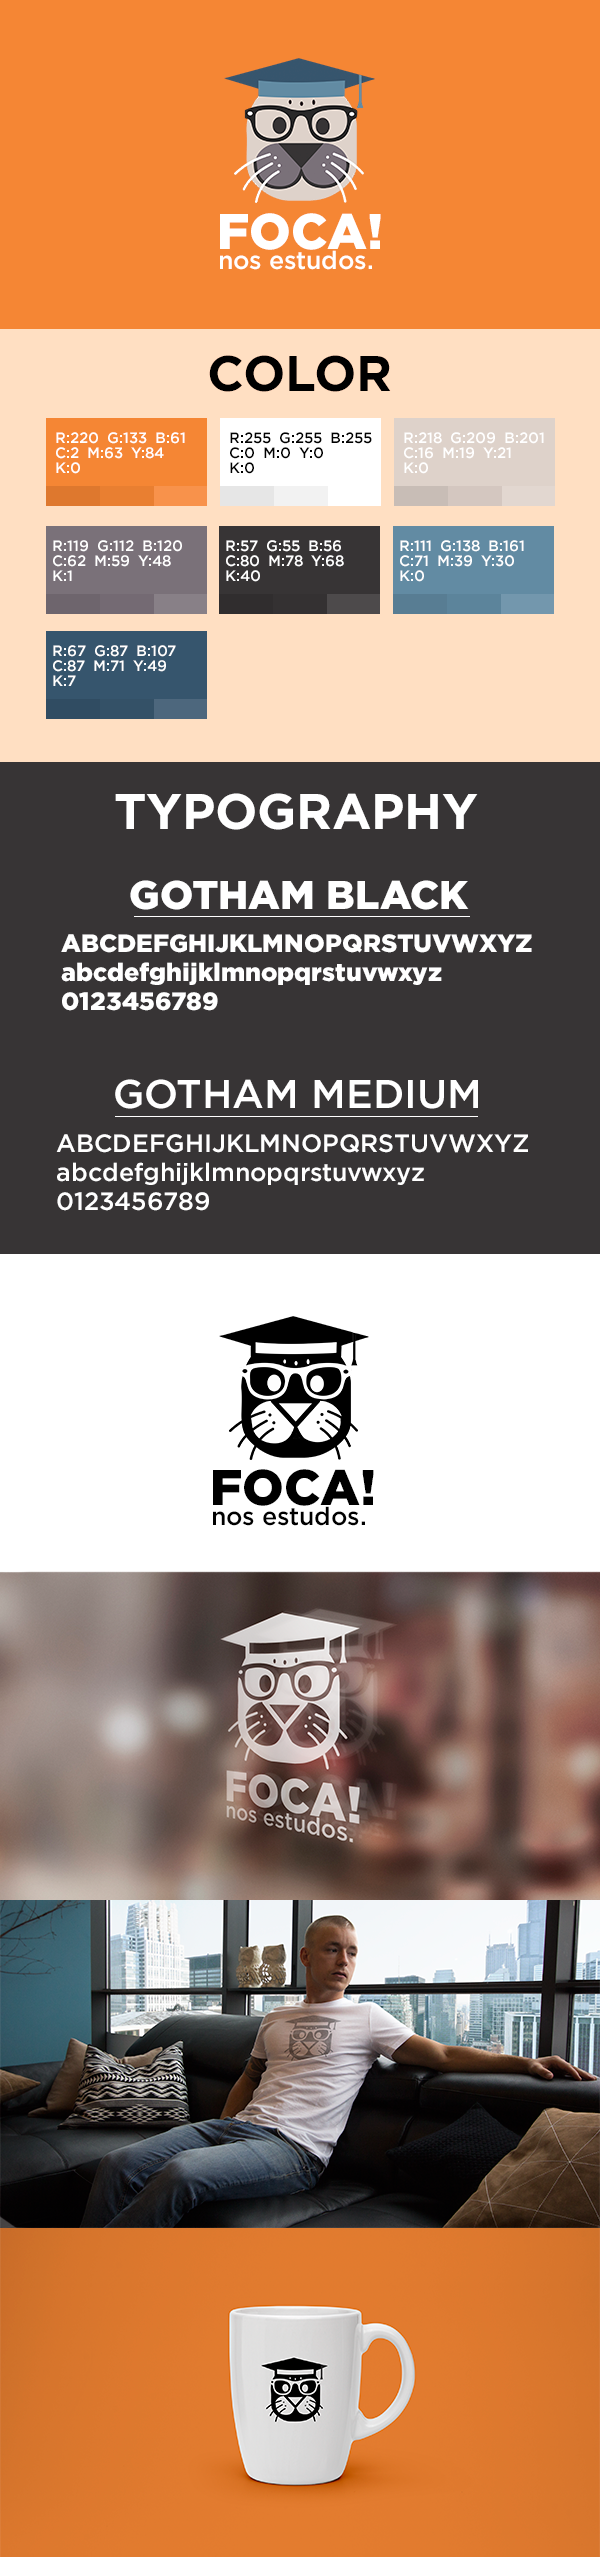 FOCA!
nos estudos.
COLOR
R:220 G:133 B:61
C:2 M:63 Y:84
K:0
R:255 G:255 B:255
C:0 M:0 Y:0
K:0
R:218 G:209 B:201
C:16 M:19 Y:21
K:0
R:119 G:112 B:120
C:62 M:59 Y:48
K:1
R:57 G:55 B:56
C:80 M:78 Y:68
K:40
R:111 G:138 B:161
C:71 M:39 Y:30
K:0
R:67 G:87 B:107
C:87 M:71 Y:49
K:7
TYPOGRAPHY
GOTHAM BLACK
ABCDEFGHIJKLMNOPQRSTUVWXYZ
abcdefghijklmnopqrstuvwxyz
0123456789
GOTHAM MEDIUM
ABCDEFGHIJKLMNOPQRSTUVWXYZ
abcdefghijklmnopqrstuvwxyz
0123456789
FOCA!
nos estudos.
FOCA!
nos estudos.